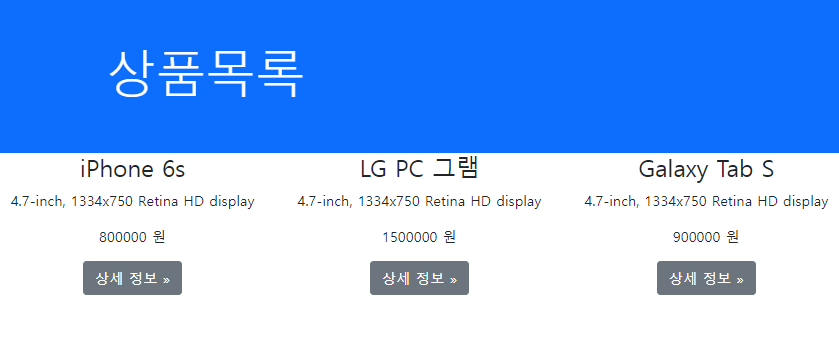 상품목록
iPhone 6s
4.7-inch, 1334x750 Retina HD display
800000 원
상세 정보 »
LG PC 그램
4.7-inch, 1334x750 Retina HD display
1500000 원
상세 정보 »
Galaxy Tab S
4.7-inch, 1334x750 Retina HD display
900000 원
상세 정보 »